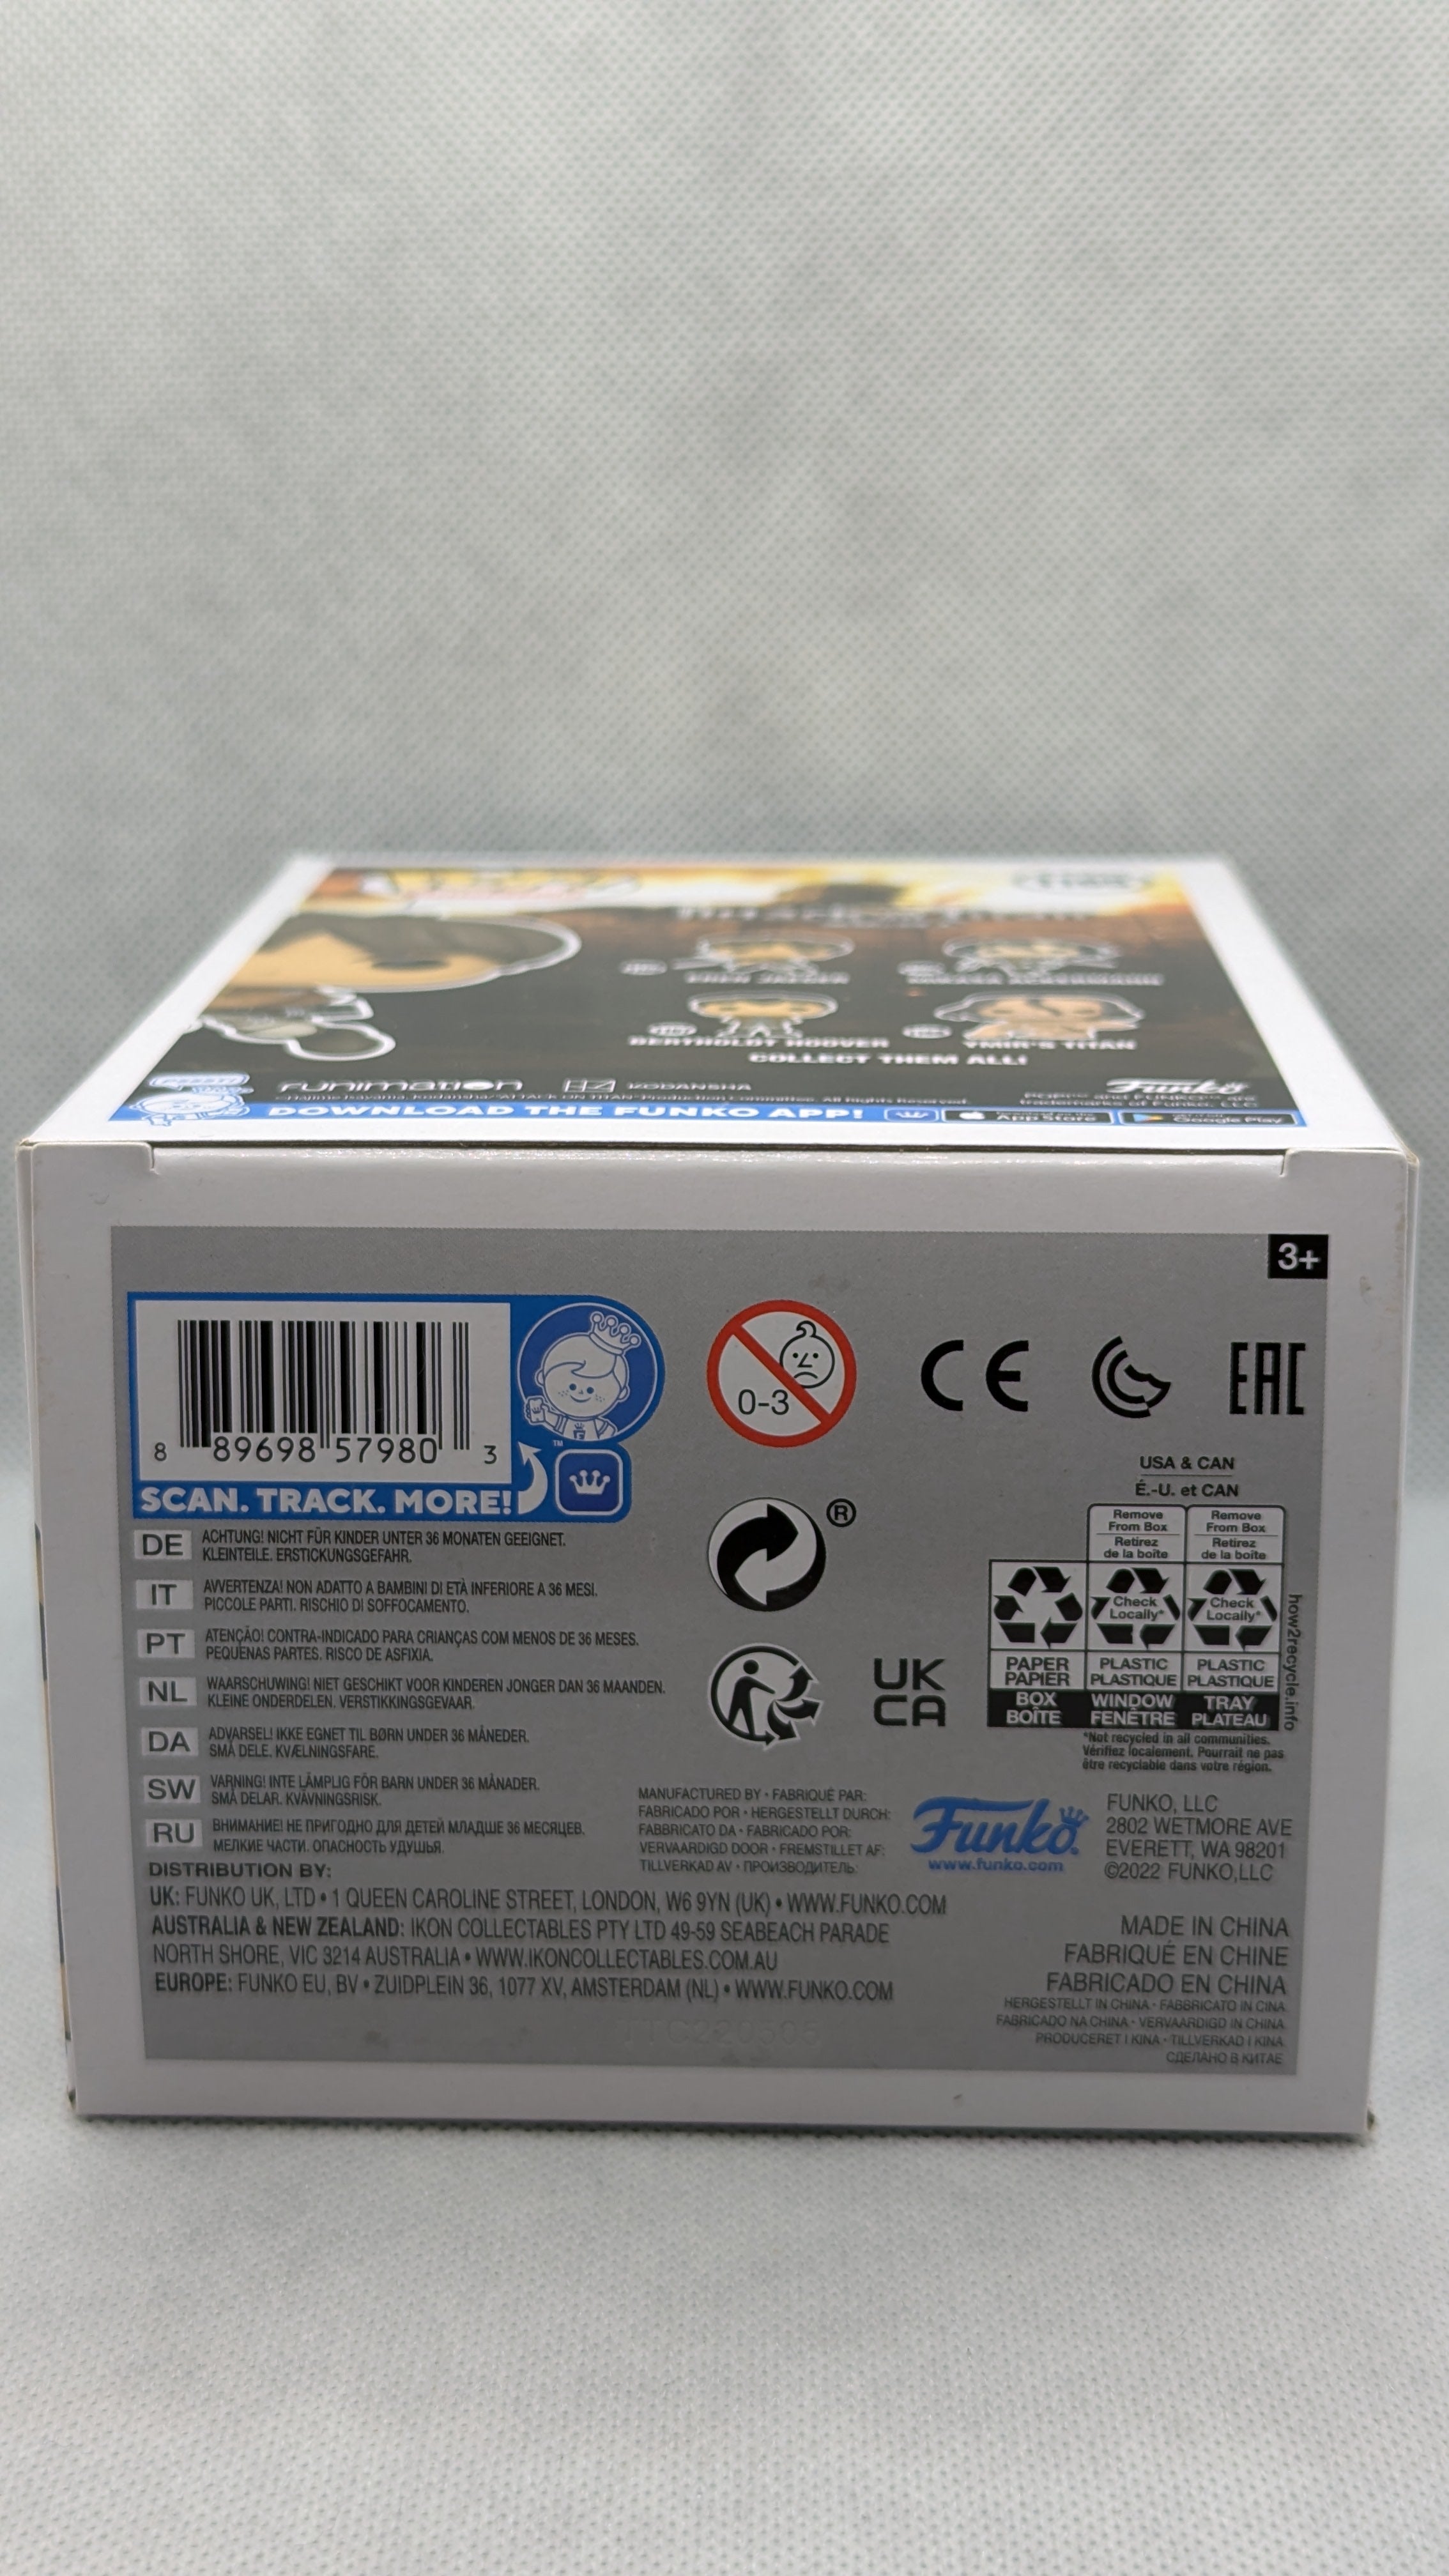 EREN JAEGER
MIKASA ACKERMANN
BERTHOLDT HOOVER
YMIR'S TITAN
COLLECT THEM ALL!
FUNIMATION
KODANSHA
Funko
DOWNLOAD THE FUNKO APP!
App Store
Google Play
3+
8 89698 57980 3
SCAN. TRACK. MORE!
TM
0-3
CE
EAC
®
UK
CA
USA & CAN
É.-U. et CAN
Remove
From Box
Retirez
de la boîte
Remove
From Box
Retirez
de la boîte
Check
Locally*
Check
Locally*
PAPER
PAPIER
PLASTIC
PLASTIQUE
PLASTIC
PLASTIQUE
BOX
BOÎTE
WINDOW
FENÊTRE
TRAY
PLATEAU
how2recycle.info
*Not recycled in all communities.
Vérifiez localement. Pourrait ne pas
être recyclable dans votre région.
DE ACHTUNG! NICHT FÜR KINDER UNTER 36 MONATEN GEEIGNET.
KLEINTEILE. ERSTICKUNGSGEFAHR.
IT AVVERTENZA! NON ADATTO A BAMBINI DI ETÀ INFERIORE A 36 MESI.
PICCOLE PARTI. RISCHIO DI SOFFOCAMENTO.
PT ATENÇÃO! CONTRA-INDICADO PARA CRIANÇAS COM MENOS DE 36 MESES.
PEQUENAS PARTES. RISCO DE ASFIXIA.
NL WAARSCHUWING! NIET GESCHIKT VOOR KINDEREN JONGER DAN 36 MAANDEN.
KLEINE ONDERDELEN. VERSTIKKINGSGEVAAR.
DA ADVARSEL! IKKE EGNET TIL BØRN UNDER 36 MÅNEDER.
SMÅ DELE. KVÆLNINGSFARE.
SW VARNING! INTE LÄMPLIG FÖR BARN UNDER 36 MÅNADER.
SMÅ DELAR. KVÄVNINGSRISK.
RU ВНИМАНИЕ! НЕ ПРИГОДНО ДЛЯ ДЕТЕЙ МЛАДШЕ 36 МЕСЯЦЕВ.
МЕЛКИЕ ЧАСТИ. ОПАСНОСТЬ УДУШЬЯ.
MANUFACTURED BY • FABRIQUÉ PAR:
FABRICADO POR • HERGESTELLT DURCH:
FABBRICATO DA • FABRICADO POR:
VERVAARDIGD DOOR • FREMSTILLET AF:
TILLVERKAD AV • ПРОИЗВОДИТЕЛЬ:
Funko
www.funko.com
FUNKO, LLC
2802 WETMORE AVE
EVERETT, WA 98201
©2022 FUNKO,LLC
DISTRIBUTION BY:
UK: FUNKO UK, LTD • 1 QUEEN CAROLINE STREET, LONDON, W6 9YN (UK) • WWW.FUNKO.COM
AUSTRALIA & NEW ZEALAND: IKON COLLECTABLES PTY LTD 49-59 SEABEACH PARADE
NORTH SHORE, VIC 3214 AUSTRALIA • WWW.IKONCOLLECTABLES.COM.AU
EUROPE: FUNKO EU, BV • ZUIDPLEIN 36, 1077 XV, AMSTERDAM (NL) • WWW.FUNKO.COM
MADE IN CHINA
FABRIQUÉ EN CHINE
FABRICADO EN CHINA
HERGESTELLT IN CHINA • FABBRICATO IN CINA
FABRICADO NA CHINA • VERVAARDIGD IN CHINA
PRODUCERET I KINA • TILLVERKAD I KINA
СДЕЛАНО В КИТАЕ